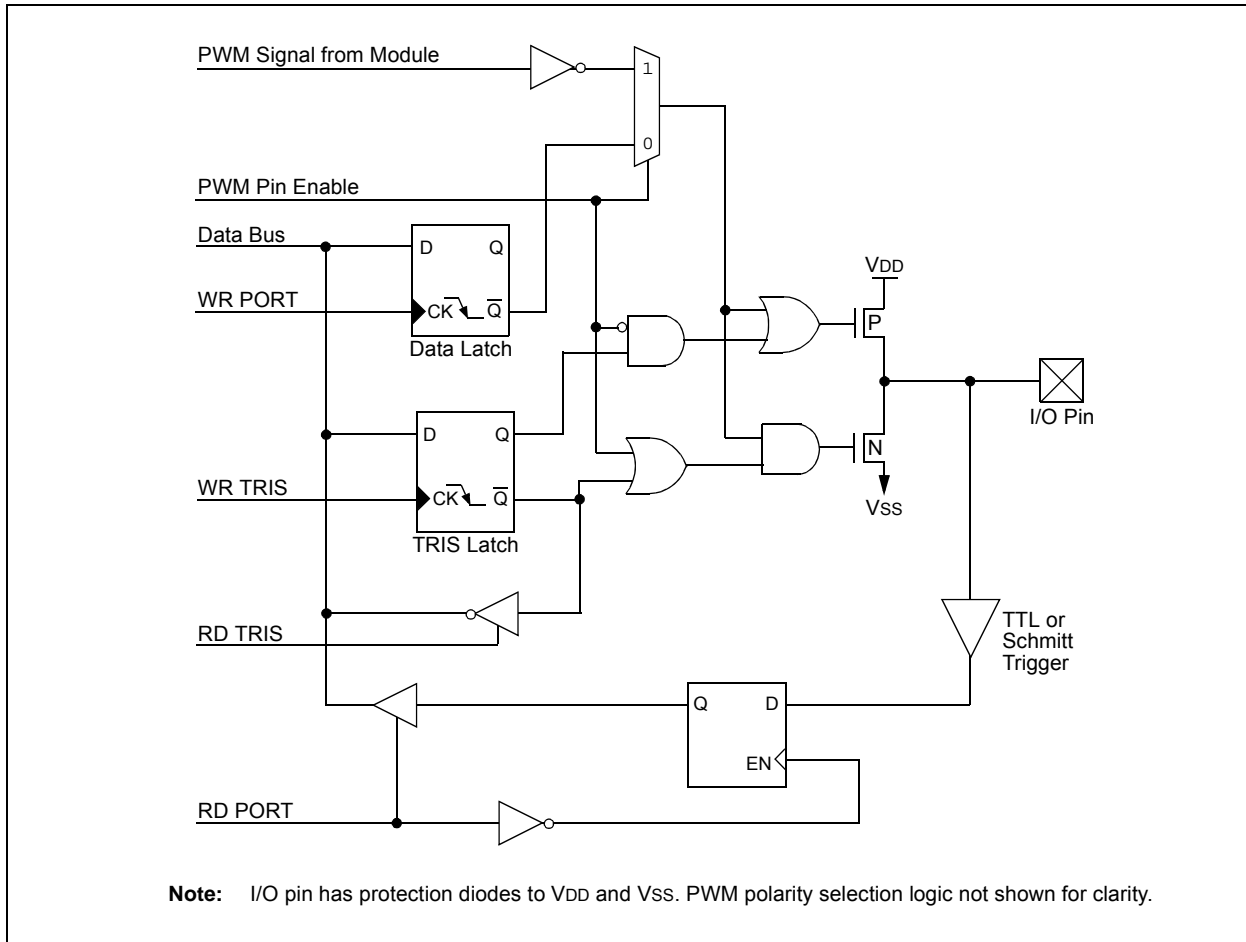 PWM Signal from Module
1
0
PWM Pin Enable
Data Bus
D Q
WR PORT
CK Q̅
Data Latch
VDD
P
I/O Pin
D Q
N
WR TRIS
CK Q̅
VSS
TRIS Latch
RD TRIS
TTL or
Schmitt
Trigger
Q D
EN
RD PORT
Note: I/O pin has protection diodes to VDD and VSS. PWM polarity selection logic not shown for clarity.